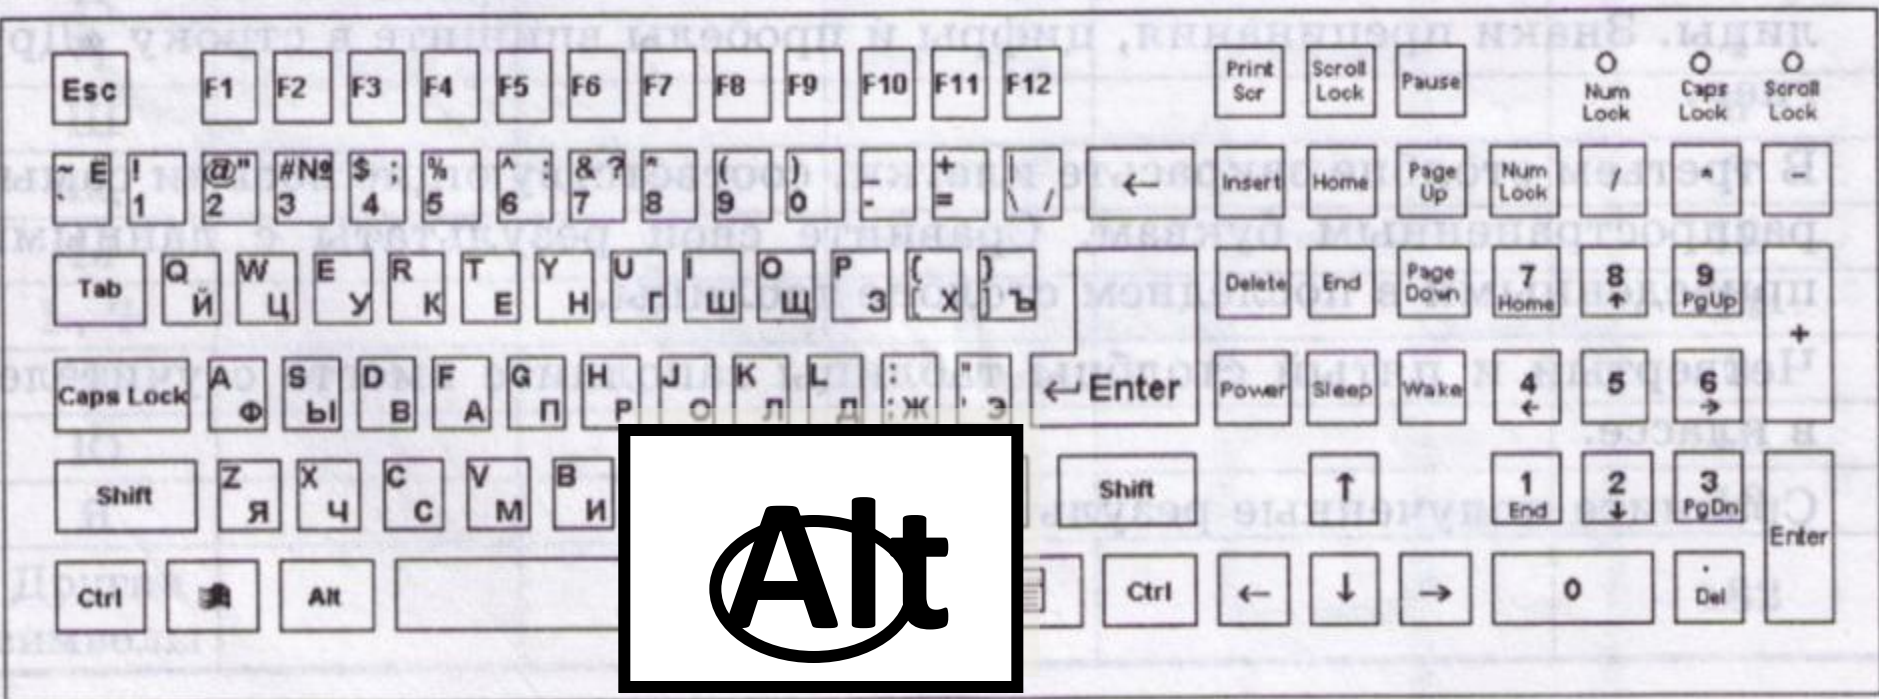 Esc F1 F2 F3 F4 F5 F6 F7 F8 F9 F10 F11 F12 Print Scr Scroll Lock Pause Num Lock Caps Lock Scroll Lock
~ Ё ` ! 1 @ " 2 # № 3 $ ; 4 % 5 ^ : 6 & ? 7 * 8 ( 9 ) 0 _ - + = | \ / ← Insert Home Page Up Num Lock / * -
Tab Q Й W Ц E У R К T Е Y Н U Г I Ш O Щ P З { [ Х } ] Ъ Delete End Page Down 7 Home 8 ↑ 9 PgUp +
Caps Lock A Ф S Ы D В F А G П H Р J О K Л L Д : ; Ж " ' Э ↵ Enter Power Sleep Wake 4 ← 5 6 →
Shift Z Я X Ч C С V М B И Shift ↑ 1 End 2 ↓ 3 PgDn Enter
Ctrl Alt Alt Ctrl ← ↓ → 0 . Del